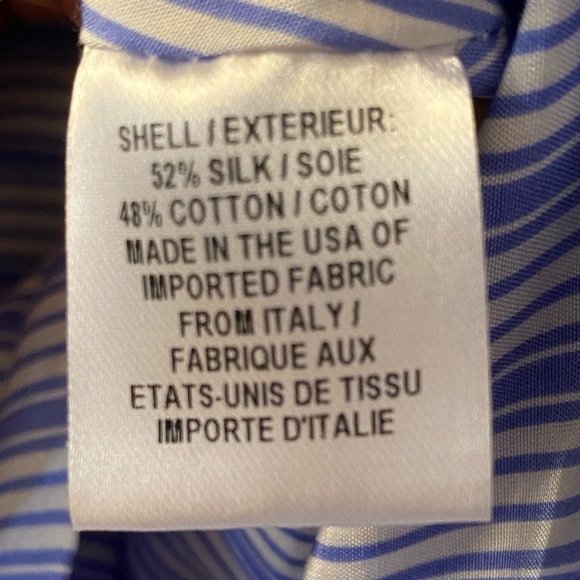 SHELL / EXTERIEUR:
52% SILK / SOIE
48% COTTON / COTON
MADE IN THE USA OF
IMPORTED FABRIC
FROM ITALY /
FABRIQUE AUX
ETATS-UNIS DE TISSU
IMPORTE D'ITALIE